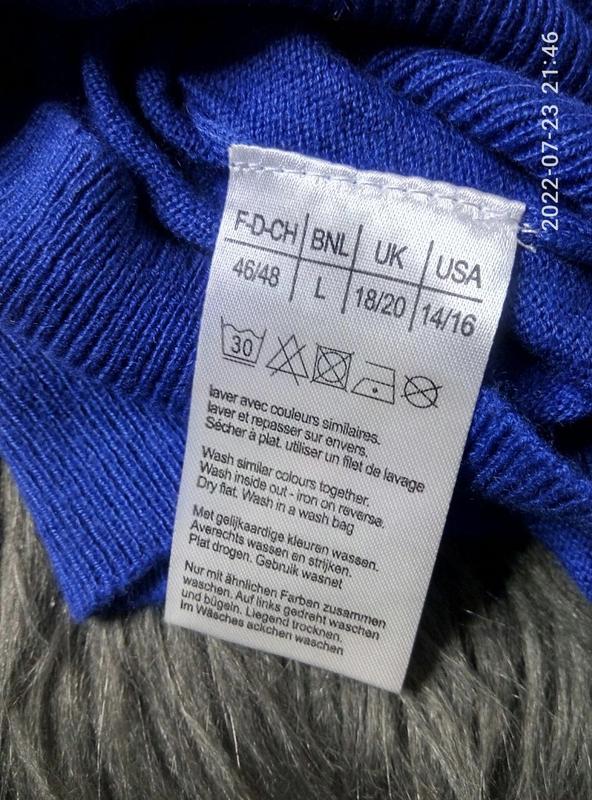 2022-07-23 21:46
F-D-CH BNL UK USA
46/48 L 18/20 14/16
30
laver avec couleurs similaires.
laver et repasser sur envers.
Sécher à plat. utiliser un filet de lavage
Wash similar colours together.
Wash inside out - iron on reverse.
Dry flat. Wash in a wash bag
Met gelijkaardige kleuren wassen.
Averechts wassen en strijken.
Plat drogen. Gebruik wasnet
Nur mit ähnlichen Farben zusammen
waschen. Auf links gedreht waschen
und bügeln. Liegend trocknen.
im Wäsches äckchen waschen